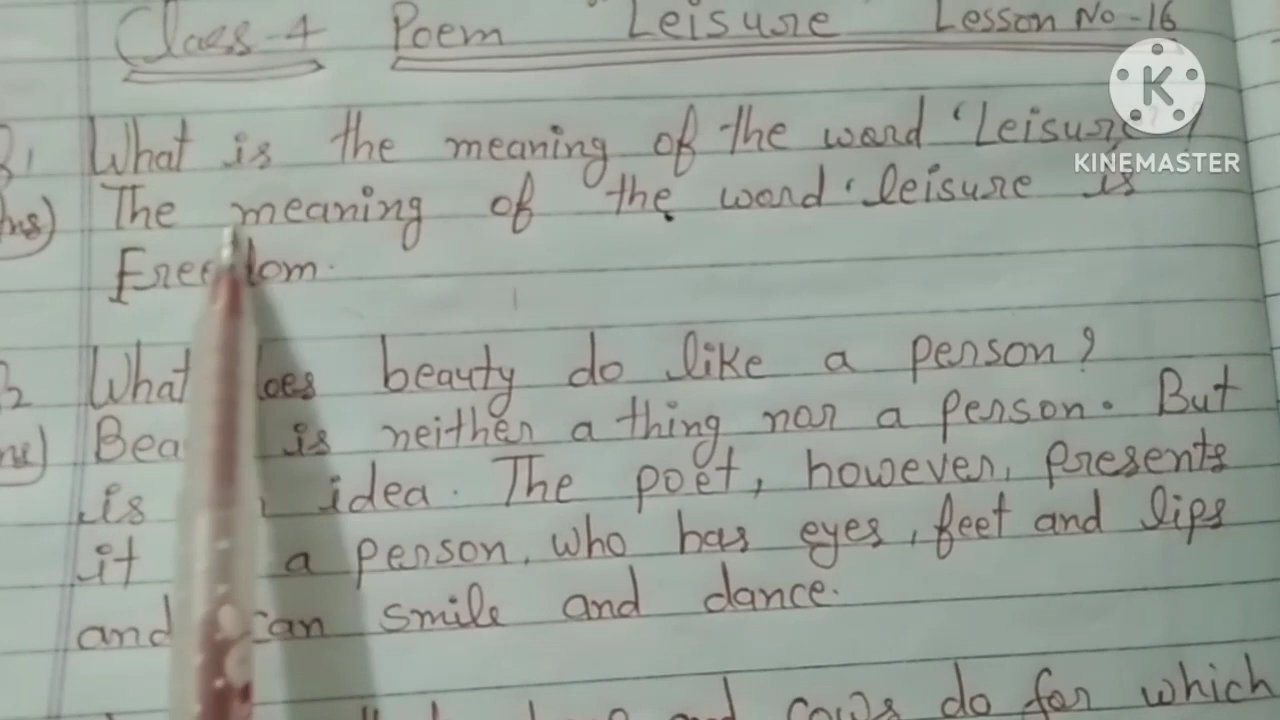 Class-4 Poem "Leisure Lesson No-16
What is the meaning of the word 'Leisure'?
K
KINEMASTER
Ans) The meaning of the word 'leisure is
Freedom.
What does beauty do like a person?
Beauty is neither a thing nor a person. But
is idea. The poet, however, presents
it a person, who has eyes, feet and lips
and can smile and dance.
and cows do for which